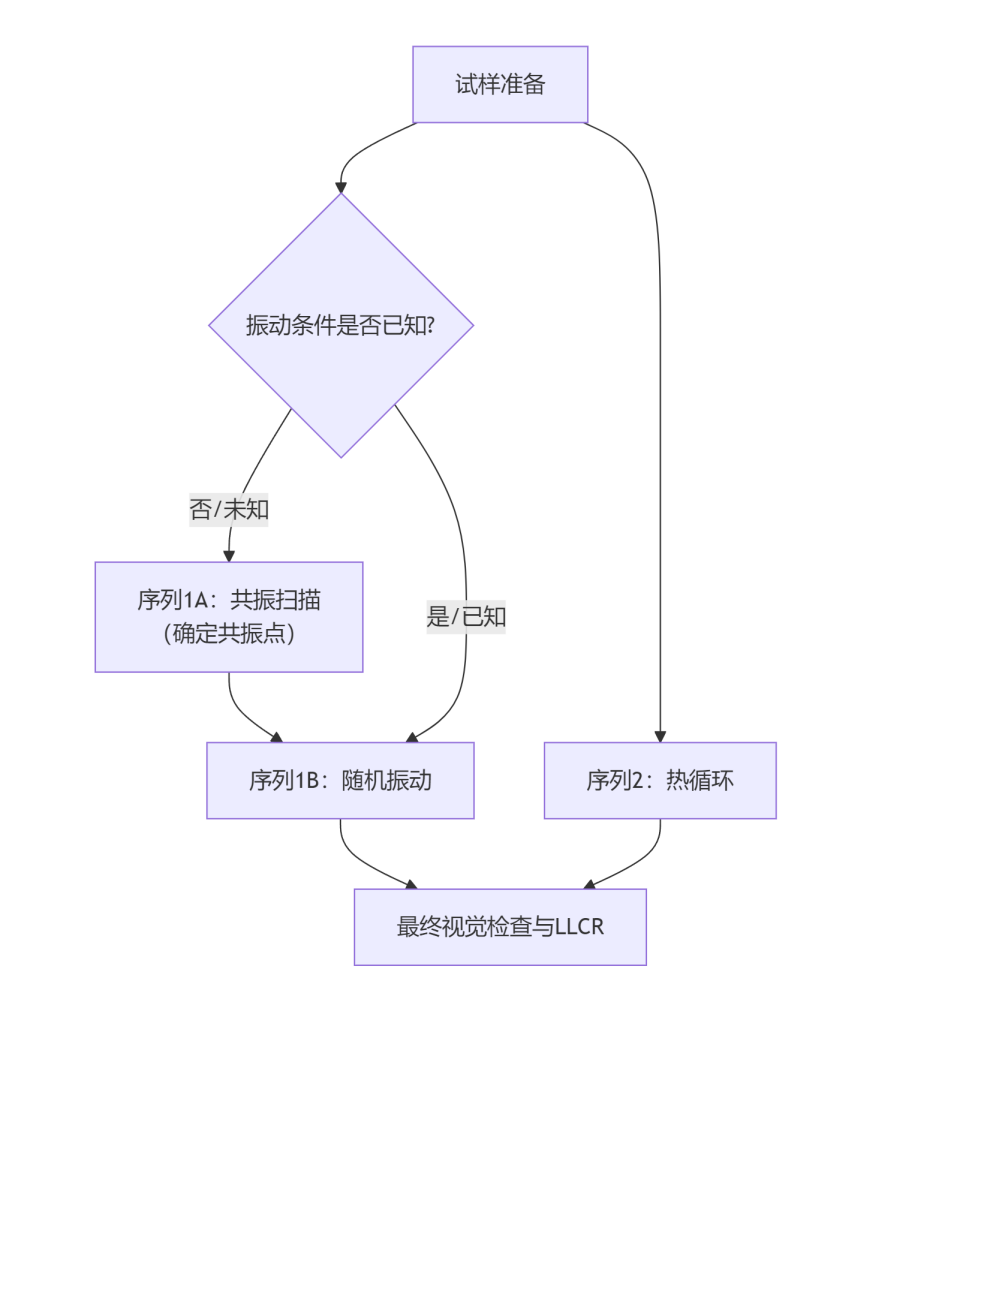 试样准备
振动条件是否已知?
否/未知
序列1A：共振扫描
（确定共振点）
是/已知
序列1B：随机振动
序列2：热循环
最终视觉检查与LLCR